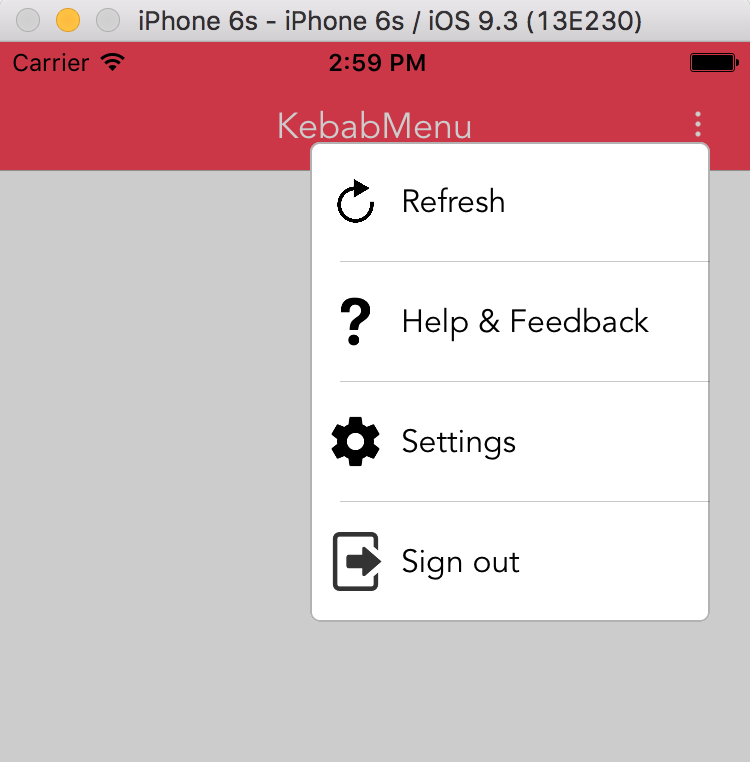 iPhone 6s - iPhone 6s / iOS 9.3 (13E230)
Carrier 2:59 PM
KebabMenu
Refresh
Help & Feedback
Settings
Sign out